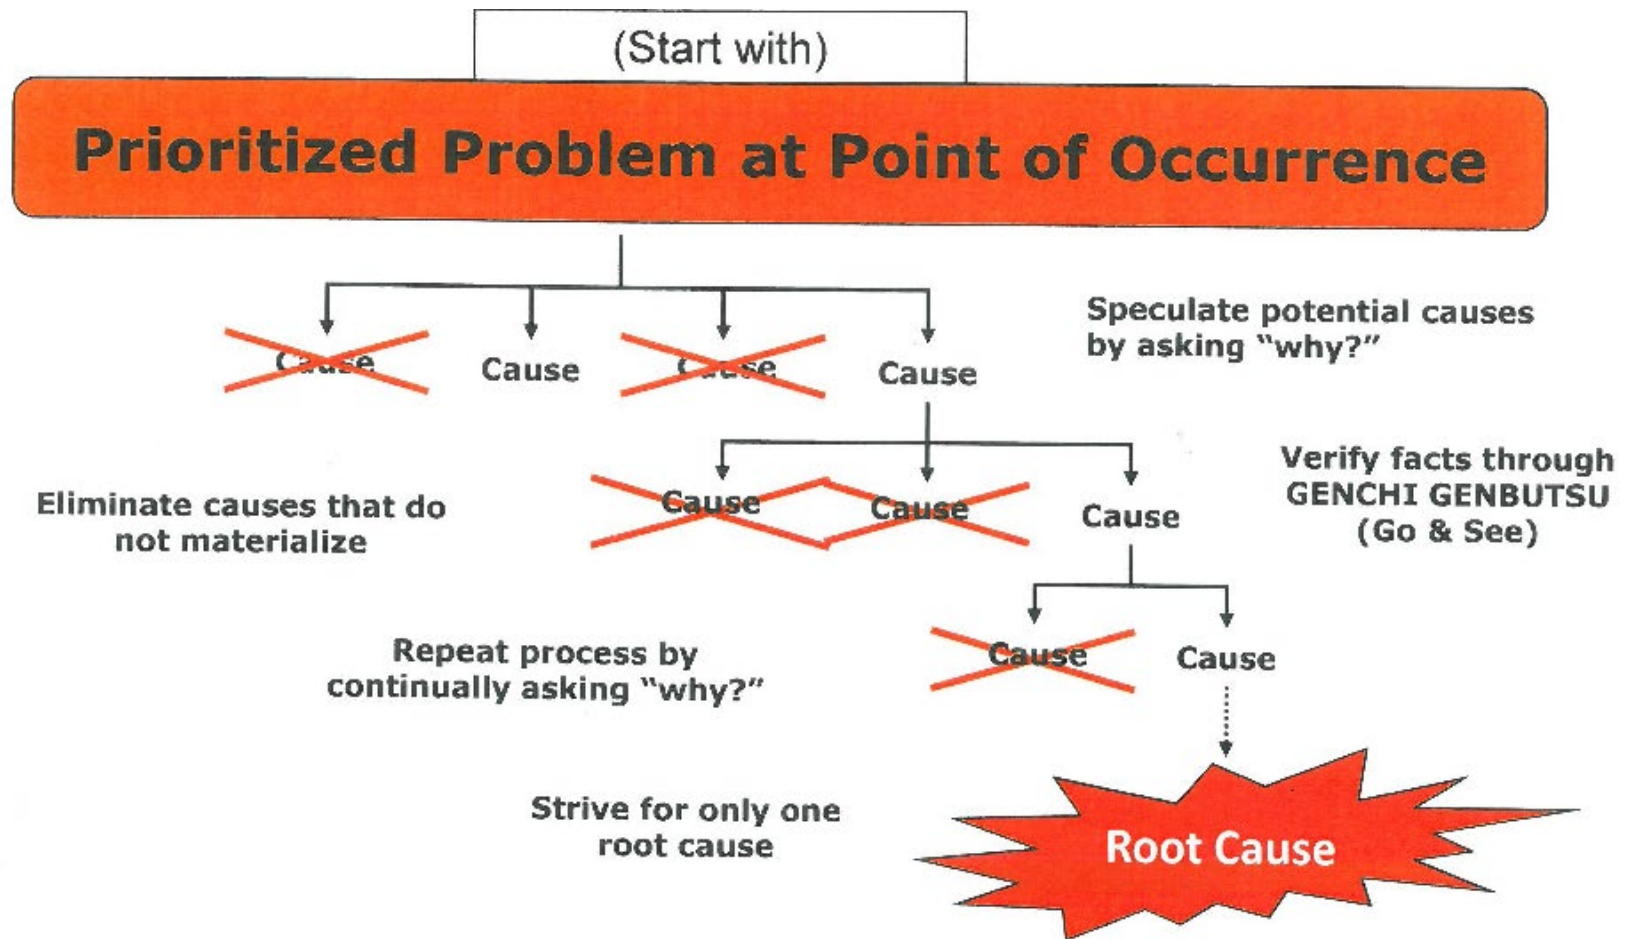 (Start with)
Prioritized Problem at Point of Occurrence
Speculate potential causes
by asking “why?”
Cause
Cause
Cause
Cause
Verify facts through
GENCHI GENBUTSU
(Go & See)
Eliminate causes that do
not materialize
Cause
Cause
Cause
Repeat process by
continually asking “why?”
Cause
Cause
Strive for only one
root cause
Root Cause